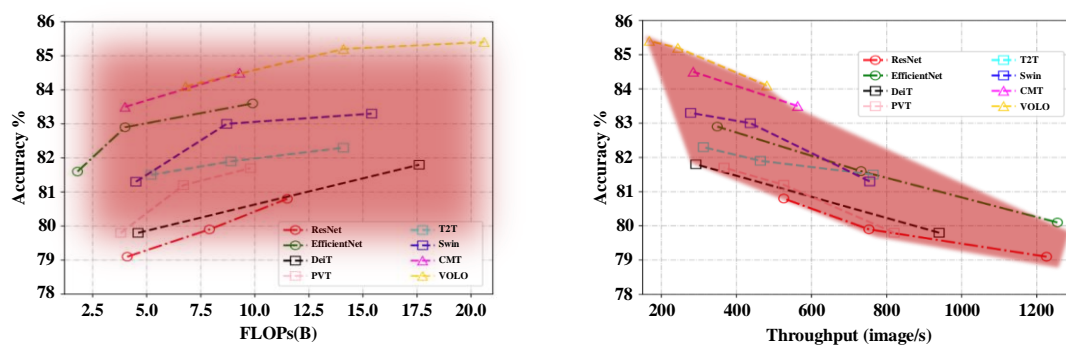 86
85
84
83
82
81
80
79
78
Accuracy %
2.5 5.0 7.5 10.0 12.5 15.0 17.5 20.0
FLOPs(B)
ResNet T2T
EfficientNet Swin
DeiT CMT
PVT VOLO
86
85
84
83
82
81
80
79
78
Accuracy %
200 400 600 800 1000 1200
Throughput (image/s)
ResNet T2T
EfficientNet Swin
DeiT CMT
PVT VOLO